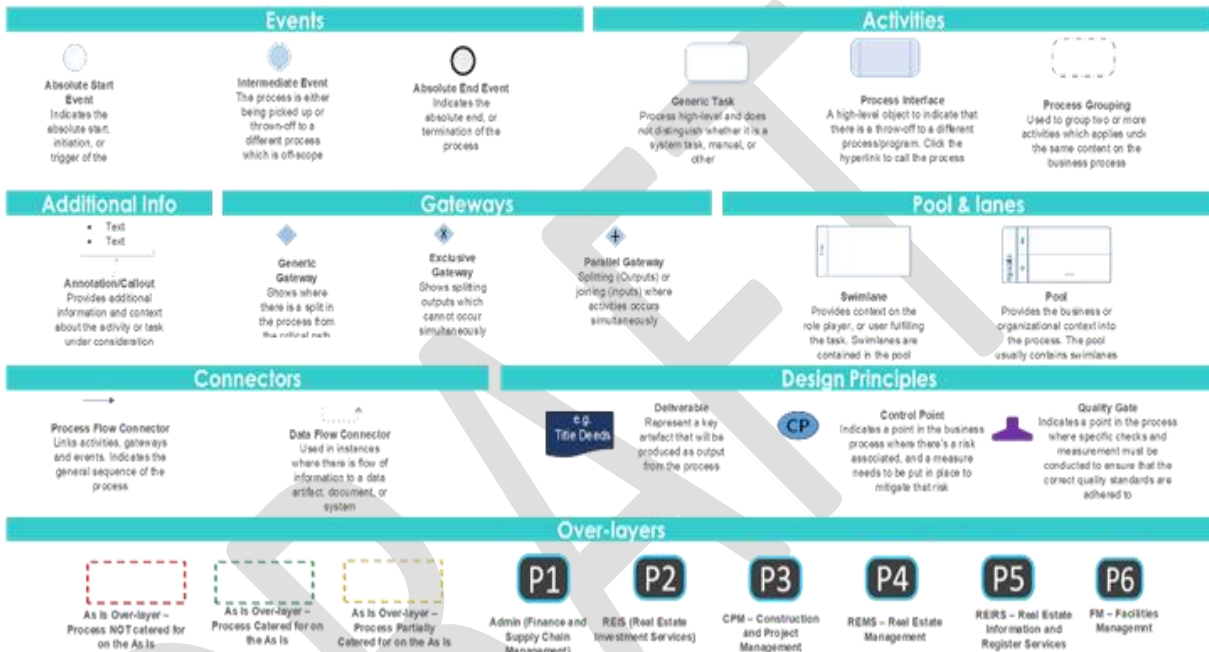 Events
Activities
Absolute Start
Event
Indicates the
absolute start,
initiation, or
trigger of the
Intermediate Event
The process is either
being picked up or
thrown-off to a
different process
which is off-scope
Absolute End Event
Indicates the
absolute end, or
termination of the
process
Generic Task
Process high-level and does
not distinguish whether it is a
system task, manual, or
other
Process Interface
A high-level object to indicate that
there is a throw-off to a different
process/program. Click the
hyperlink to call the process
Process Grouping
Used to group two or more
activities which applies unde
the same content on the
business process
Additional Info
Gateways
Pool & lanes
• Text
• Text
Annotation/Callout
Provides additional
information and context
about the activity or task
under consideration
Generic
Gateway
Shows where
there is a split in
the process from
the critical path
X
Exclusive
Gateway
Shows splitting
outputs which
cannot occur
simultaneously
+
Parallel Gateway
Splitting (Outputs) or
joining (inputs) where
activities occurs
simultaneously
Swimlane
Provides context on the
role player, or user fulfilling
the task. Swimlanes are
contained in the pool
Pool
Provides the business or
organizational context into
the process. The pool
usually contains swimlanes
Connectors
Design Principles
Process Flow Connector
Links activities, gateways
and events. Indicates the
general sequence of the
process
Data Flow Connector
Used in instances
where there is flow of
information to a data
artifact, document, or
system
e.g.
Title Deeds
Deliverable
Represent a key
artefact that will be
produced as output
from the process
CP
Control Point
Indicates a point in the business
process where there's a risk
associated, and a measure
needs to be put in place to
mitigate that risk
Quality Gate
Indicates a point in the process
where specific checks and
measurement must be
conducted to ensure that the
correct quality standards are
adhered to
Over-layers
As Is Over-layer –
Process NOT catered for
on the As Is
As Is Over-layer –
Process Catered for on
the As Is
As Is Over-layer –
Process Partially
Catered for on the As Is
P1
Admin (Finance and
Supply Chain
Management)
P2
REIS (Real Estate
Investment Services)
P3
CPM – Construction
and Project
Management
P4
REMS – Real Estate
Management
P5
REIRS – Real Estate
Information and
Register Services
P6
FM – Facilities
Managemnt
DRAFT